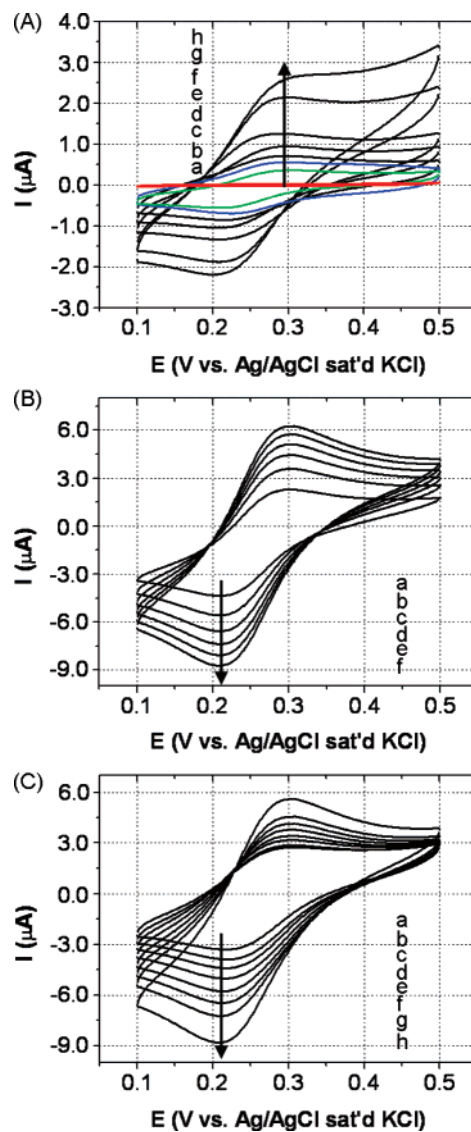 (A)
4.0
3.0
2.0
1.0
0.0
-1.0
-2.0
-3.0
I (μA)
h
g
f
e
d
c
b
a
0.1 0.2 0.3 0.4 0.5
E (V vs. Ag/AgCl sat'd KCl)
(B)
6.0
3.0
0.0
-3.0
-6.0
-9.0
I (μA)
a
b
c
d
e
f
0.1 0.2 0.3 0.4 0.5
E (V vs. Ag/AgCl sat'd KCl)
(C)
6.0
3.0
0.0
-3.0
-6.0
-9.0
I (μA)
a
b
c
d
e
f
g
h
0.1 0.2 0.3 0.4 0.5
E (V vs. Ag/AgCl sat'd KCl)